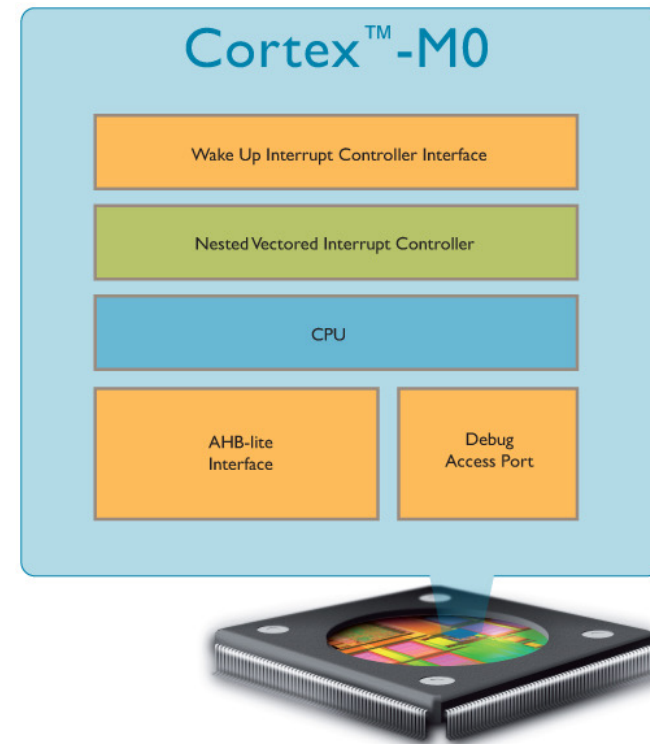 Cortex™-M0
Wake Up Interrupt Controller Interface
Nested Vectored Interrupt Controller
CPU
AHB-lite
Interface
Debug
Access Port